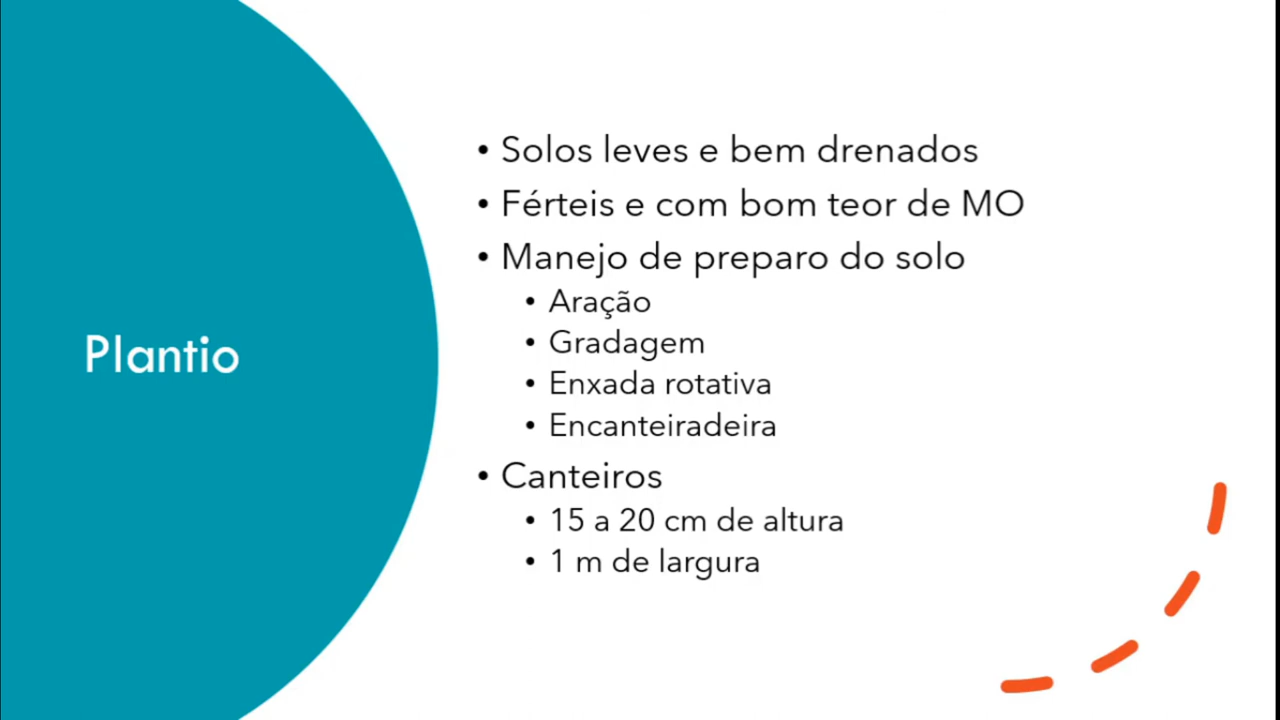 Plantio
• Solos leves e bem drenados
• Férteis e com bom teor de MO
• Manejo de preparo do solo
• Aração
• Gradagem
• Enxada rotativa
• Encanteiradeira
• Canteiros
• 15 a 20 cm de altura
• 1 m de largura